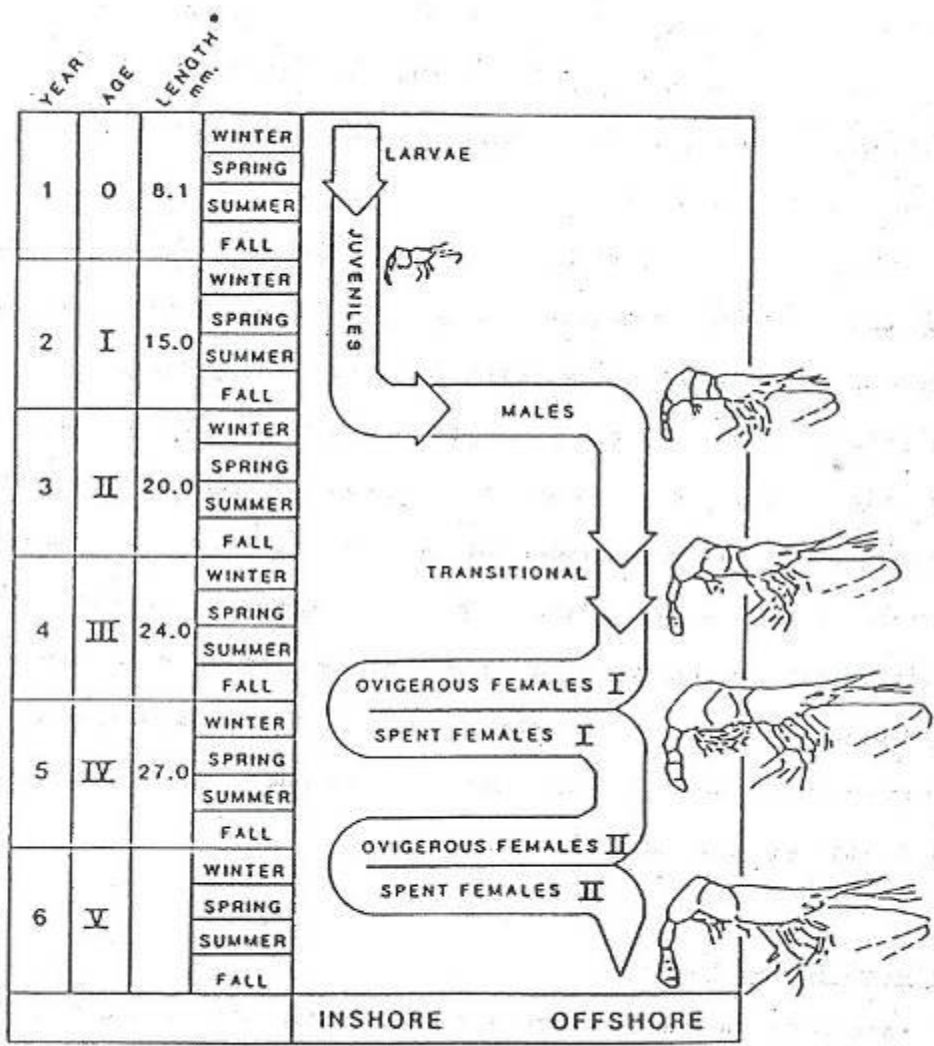 YEAR AGE LENGTH* mm.
WINTER
LARVAE
SPRING
1 0 8.1
SUMMER
FALL
JUVENILES
WINTER
SPRING
2 I 15.0
SUMMER
FALL
MALES
WINTER
SPRING
3 II 20.0
SUMMER
FALL
TRANSITIONAL
WINTER
SPRING
4 III 24.0
SUMMER
FALL
OVIGEROUS FEMALES I
WINTER
SPENT FEMALES I
SPRING
5 IV 27.0
SUMMER
FALL
OVIGEROUS FEMALES II
WINTER
SPENT FEMALES II
SPRING
6 V
SUMMER
FALL
INSHORE OFFSHORE